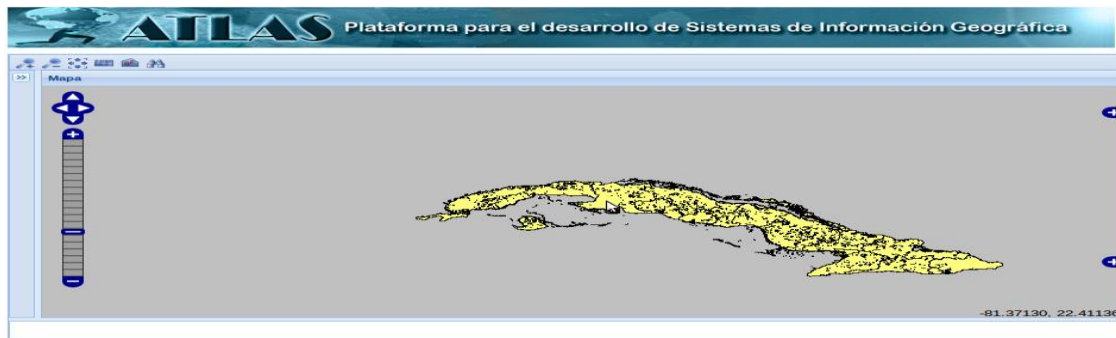 ATLAS Plataforma para el desarrollo de Sistemas de Información Geográfica
Mapa
-81.37130, 22.41136